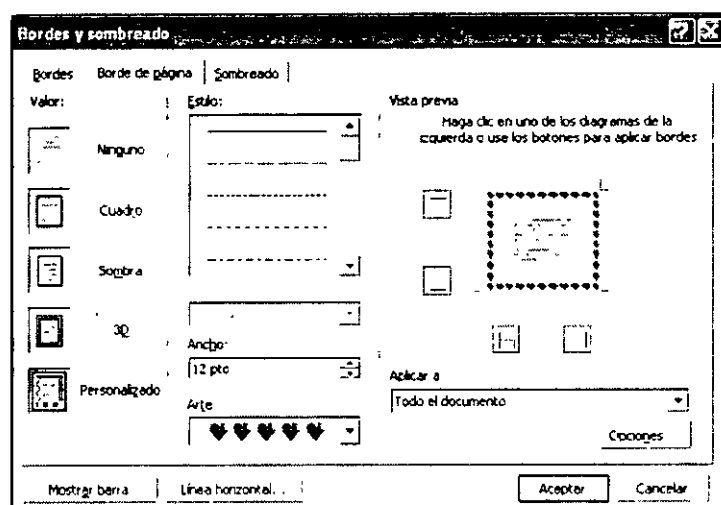 Bordes y sombreado
Bordes
Borde de página
Sombreado
Valor:
Ninguno
Cuadro
Sombra
3D
Personalizado
Estilo:
Ancho:
12 pto
Arte
Vista previa
Haga clic en uno de los diagramas de la
izquierda o use los botones para aplicar bordes
Aplicar a
Todo el documento
Opciones
Mostrar barra
Línea horizontal...
Aceptar
Cancelar